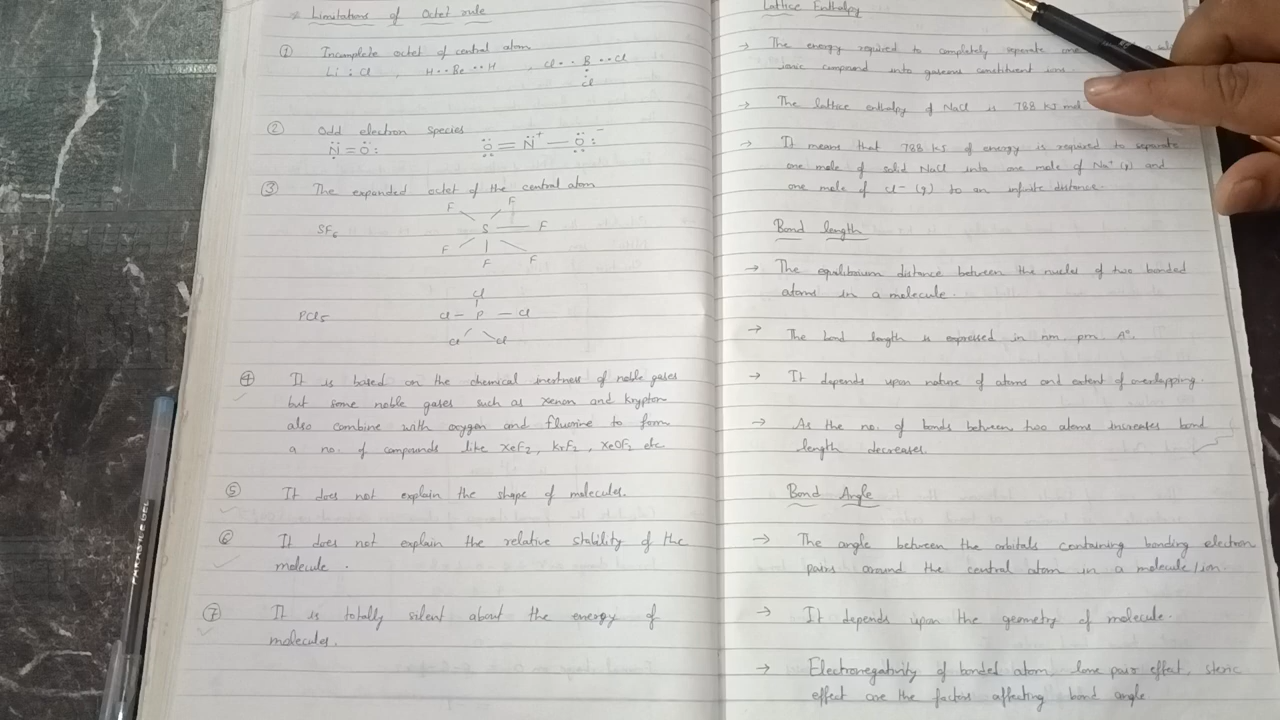 * Limitations of Octet rule
① Incomplete octet of central atom
Li : Cl , H •• Be •• H , Cl •• B •• Cl
Cl
② Odd electron species
N̈ = Ö: Ö = N̈⁺ — Ö:⁻
③ The expanded octet of the central atom
F F
SF₆ S F
F F F
Cl
PCl₅ Cl — P — Cl
Cl Cl
④ It is based on the chemical inertness of noble gases
but some noble gases such as xenon and krypton
also combine with oxygen and fluorine to form
a no. of compounds like XeF₂, KrF₂, XeOF₂ etc
⑤ It does not explain the shape of molecules.
⑥ It does not explain the relative stability of the
molecule.
⑦ It is totally silent about the energy of
molecules.
Lattice Enthalpy
→ The energy required to completely separate one
ionic compound into gaseous constituent ions.
→ The lattice enthalpy of NaCl is 788 kJ mol
→ It means that 788 kJ of energy is required to separate
one mole of solid NaCl into one mole of Na⁺ (g) and
one mole of Cl⁻ (g) to an infinite distance.
Bond length
→ The equilibrium distance between the nuclei of two bonded
atoms in a molecule.
→ The bond length is expressed in nm, pm, A°.
→ It depends upon nature of atoms and extent of overlapping.
→ As the no. of bonds between two atoms increases bond
length decreases.
Bond Angle
→ The angle between the orbitals containing bonding electron
pairs around the central atom in a molecule/ion.
→ It depends upon the geometry of molecule.
→ Electronegativity of bonded atom, lone pair effect, steric
effect are the factors affecting bond angle
PARAS ILE GEL